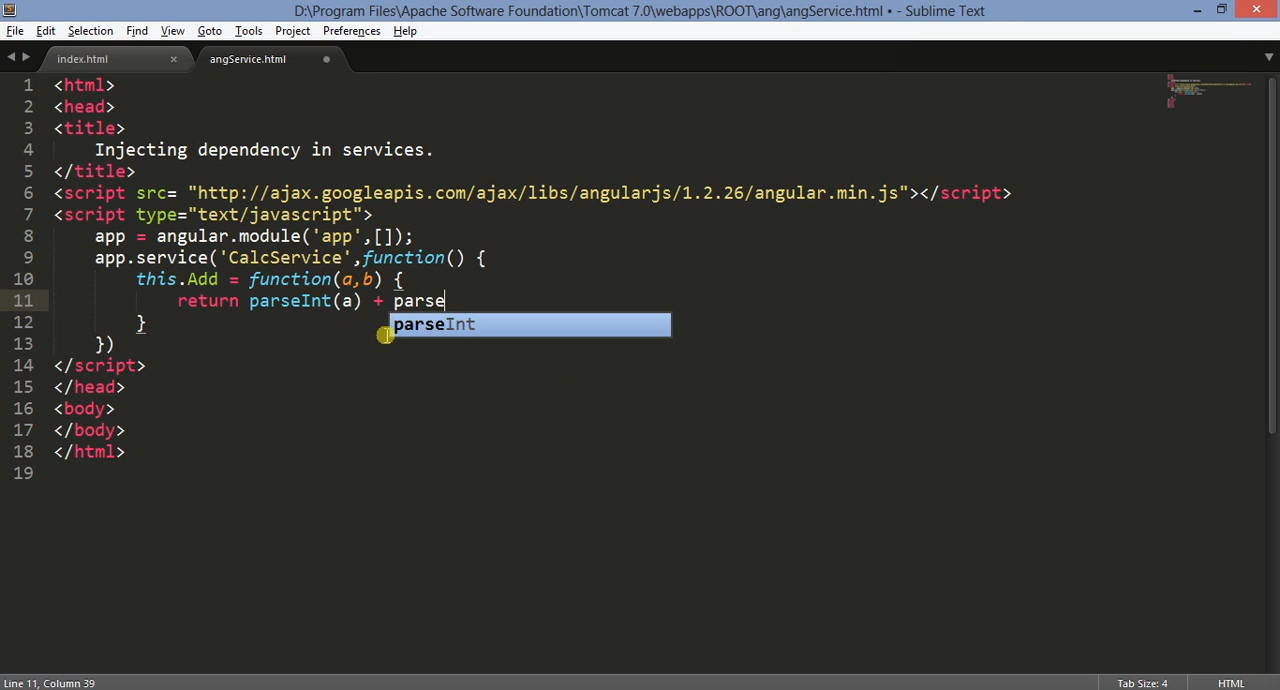 D:\Program Files\Apache Software Foundation\Tomcat 7.0\webapps\ROOT\ang\angService.html • - Sublime Text
File Edit Selection Find View Goto Tools Project Preferences Help
index.html × angService.html
1 <html>
2 <head>
3 <title>
4     Injecting dependency in services.
5 </title>
6 <script src= "http://ajax.googleapis.com/ajax/libs/angularjs/1.2.26/angular.min.js"></script>
7 <script type="text/javascript">
8     app = angular.module('app',[]);
9     app.service('CalcService',function() {
10         this.Add = function(a,b) {
11             return parseInt(a) + parse
parseInt
12         }
13     })
14 </script>
15 </head>
16 <body>
17 </body>
18 </html>
19
Line 11, Column 39 Tab Size: 4 HTML